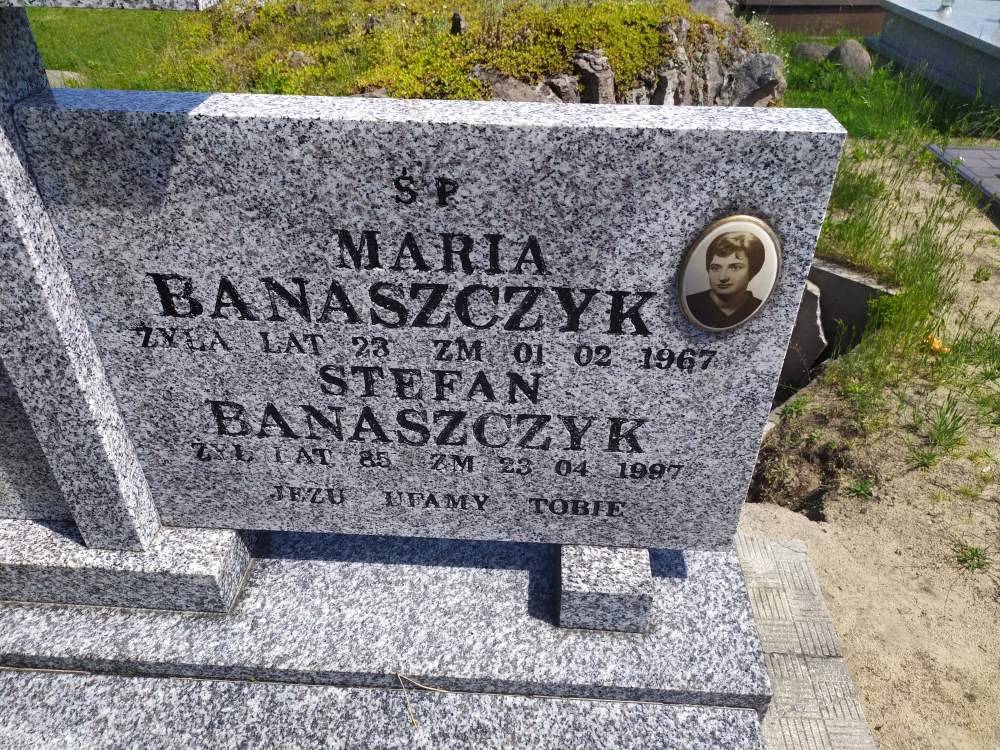 Ś P
MARIA
BANASZCZYK
ŻYŁA LAT 23 ZM 01 02 1967
STEFAN
BANASZCZYK
ŻYŁ LAT 85 ZM 23 04 1997
JEZU UFAMY TOBIE